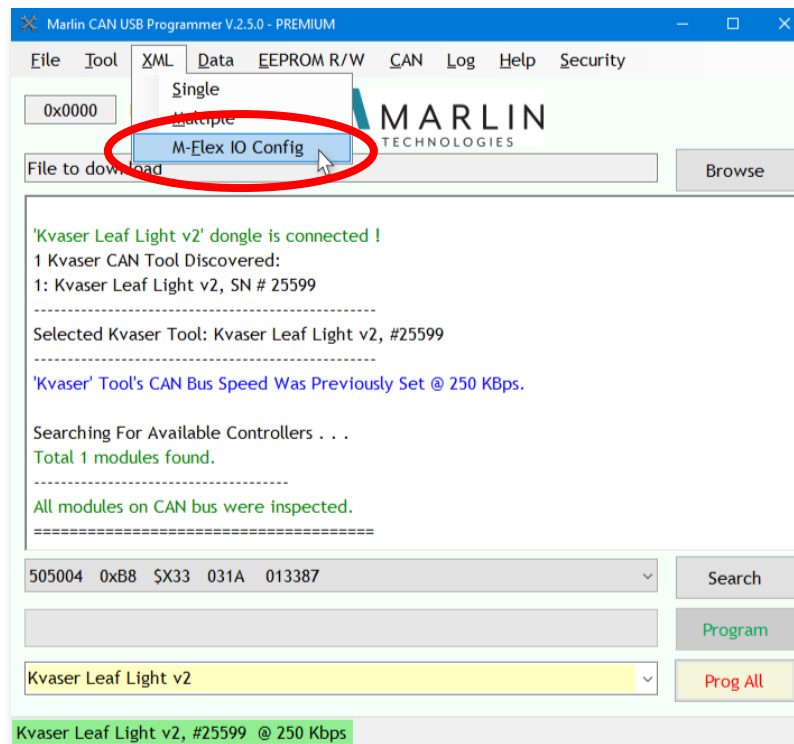 Marlin CAN USB Programmer V.2.5.0 - PREMIUM
File Tool XML Data EEPROM R/W CAN Log Help Security
Single
Multiple
M-Flex IO Config
0x0000
MARLIN
TECHNOLOGIES
File to download
Browse
'Kvaser Leaf Light v2' dongle is connected !
1 Kvaser CAN Tool Discovered:
1: Kvaser Leaf Light v2, SN # 25599
--------------------------------------------------
Selected Kvaser Tool: Kvaser Leaf Light v2, #25599
--------------------------------------------------
'Kvaser' Tool's CAN Bus Speed Was Previously Set @ 250 KBps.
Searching For Available Controllers . . .
Total 1 modules found.
-------------------------------------
All modules on CAN bus were inspected.
======================================
505004 0xB8 $X33 031A 013387
Search
Program
Kvaser Leaf Light v2
Prog All
Kvaser Leaf Light v2, #25599 @ 250 Kbps